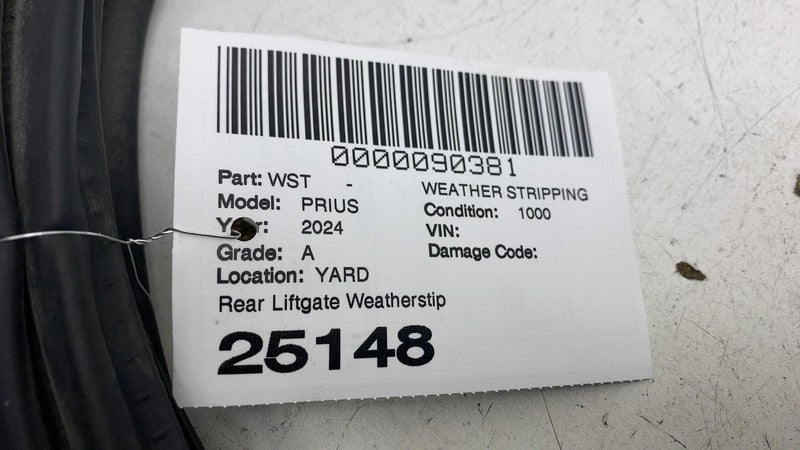 0000090381
Part: WST - WEATHER STRIPPING
Model: PRIUS Condition: 1000
Year: 2024 VIN:
Grade: A Damage Code:
Location: YARD
Rear Liftgate Weatherstip
25148